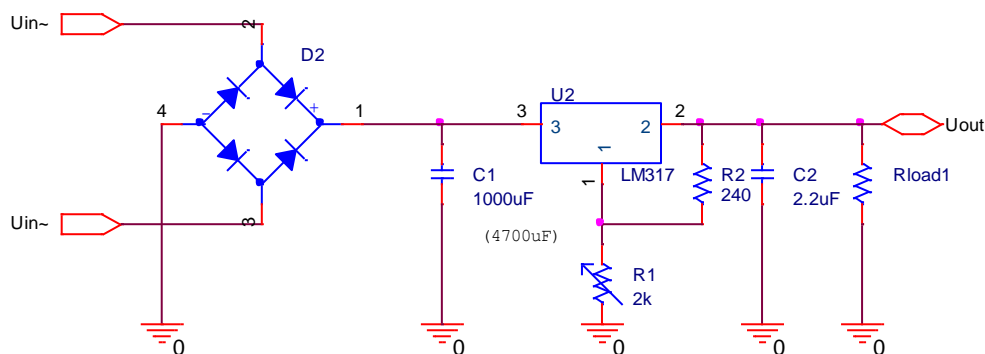 Uin~
2
D2
4
-
+
1
3
Uin~
3
U2
3
2
1
LM317
2
1
C1
1000uF
(4700uF)
R2
240
C2
2.2uF
Rload1
Uout
R1
2k
0
0
0
0
0